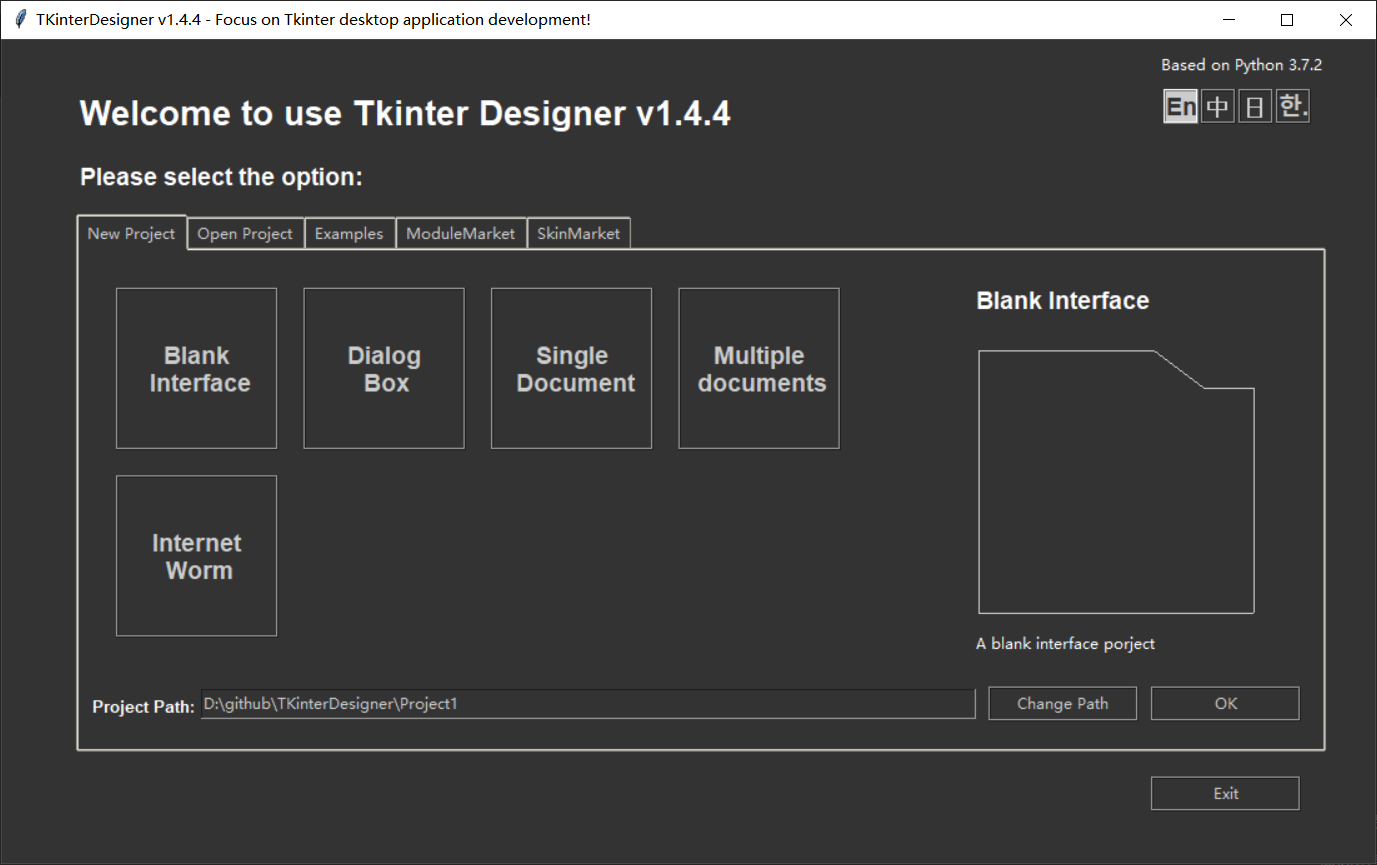 TKinterDesigner v1.4.4 - Focus on Tkinter desktop application development!
Based on Python 3.7.2
Welcome to use Tkinter Designer v1.4.4
En 中 日 한.
Please select the option:
New Project Open Project Examples ModuleMarket SkinMarket
Blank
Interface
Dialog
Box
Single
Document
Multiple
documents
Internet
Worm
Blank Interface
A blank interface porject
Project Path: D:\github\TKinterDesigner\Project1
Change Path
OK
Exit